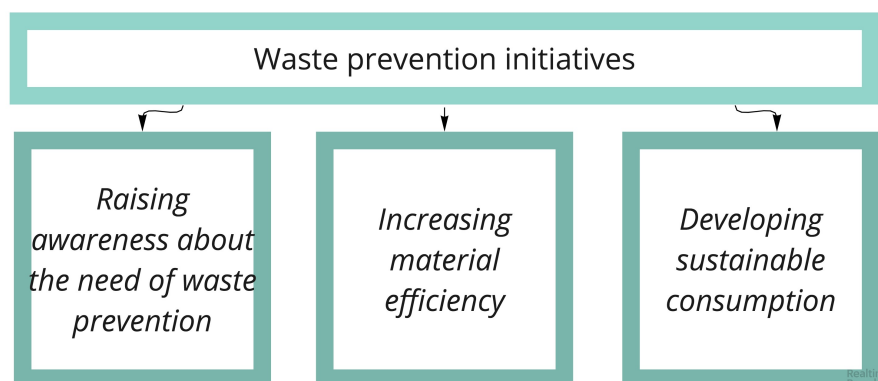 Waste prevention initiatives
Raising
awareness about
the need of waste
prevention
Increasing
material
efficiency
Developing
sustainable
consumption